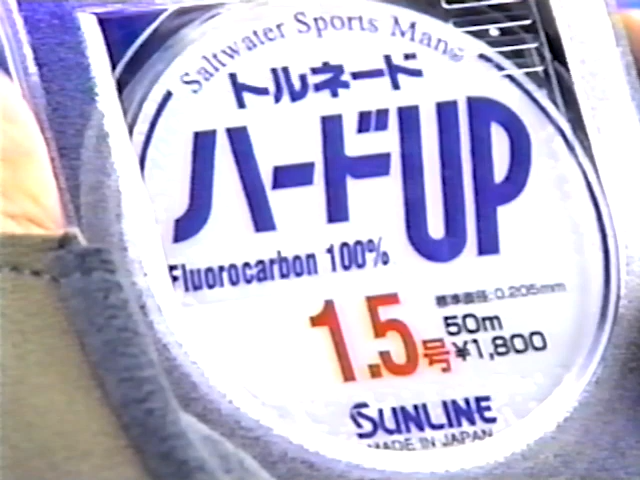 Saltwater Sports Man
トルネード
ハードUP
Fluorocarbon 100%
標準直径:0.205mm
1.5号
50m
¥1,800
SUNLINE
MADE IN JAPAN